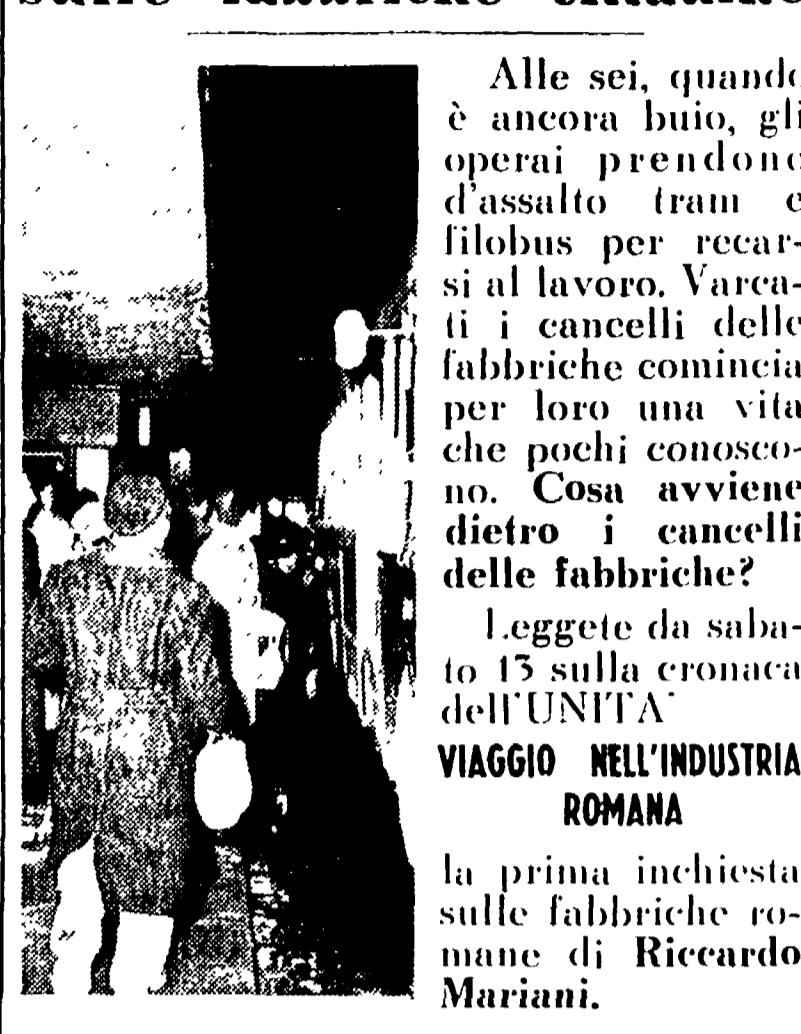 sulle fabbriche cittadine
Alle sei, quando
è ancora buio, gli
operai prendono
d'assalto tram e
filobus per recar-
si al lavoro. Varca-
ti i cancelli delle
fabbriche comincia
per loro una vita
che pochi conosco-
no. Cosa avviene
dietro i cancelli
delle fabbriche?
Leggete da saba-
to 13 sulla cronaca
dell'UNITA'
VIAGGIO NELL'INDUSTRIA
ROMANA
la prima inchiesta
sulle fabbriche ro-
mane di Riccardo
Mariani.